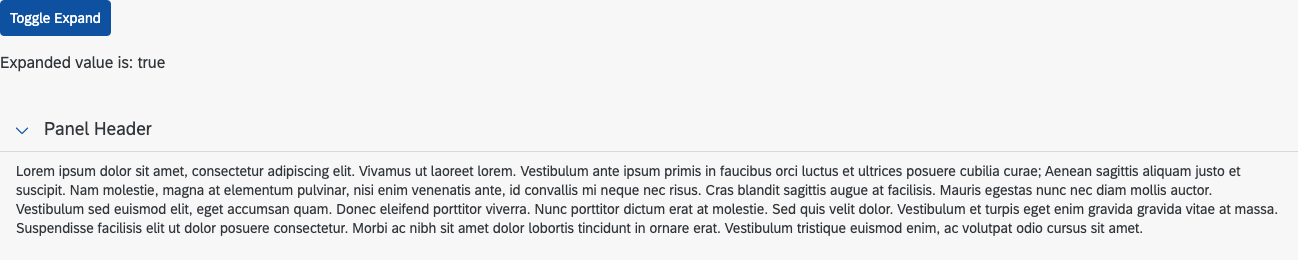 Toggle Expand
Expanded value is: true
Panel Header
Lorem ipsum dolor sit amet, consectetur adipiscing elit. Vivamus ut laoreet lorem. Vestibulum ante ipsum primis in faucibus orci luctus et ultrices posuere cubilia curae; Aenean sagittis aliquam justo et
suscipit. Nam molestie, magna at elementum pulvinar, nisi enim venenatis ante, id convallis mi neque nec risus. Cras blandit sagittis augue at facilisis. Mauris egestas nunc nec diam mollis auctor.
Vestibulum sed euismod elit, eget accumsan quam. Donec eleifend porttitor viverra. Nunc porttitor dictum erat at molestie. Sed quis velit dolor. Vestibulum et turpis eget enim gravida gravida vitae at massa.
Suspendisse facilisis elit ut dolor posuere consectetur. Morbi ac nibh sit amet dolor lobortis tincidunt in ornare erat. Vestibulum tristique euismod enim, ac volutpat odio cursus sit amet.